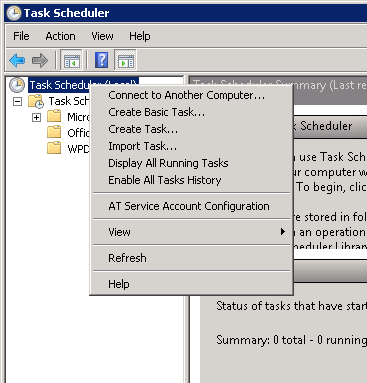 Task Scheduler
File Action View Help
Task Scheduler (Local)
Task Scheduler Summary (Last re
Task Sch
Micro
Offic
WPD
Connect to Another Computer...
Create Basic Task...
Create Task...
Import Task...
Display All Running Tasks
Enable All Tasks History
AT Service Account Configuration
View
Refresh
Help
k Scheduler
n use Task Sch
ur computer w
To begin, clic
re stored in fol
n an operation
heduler Librar
Status of tasks that have start
Summary: 0 total - 0 running